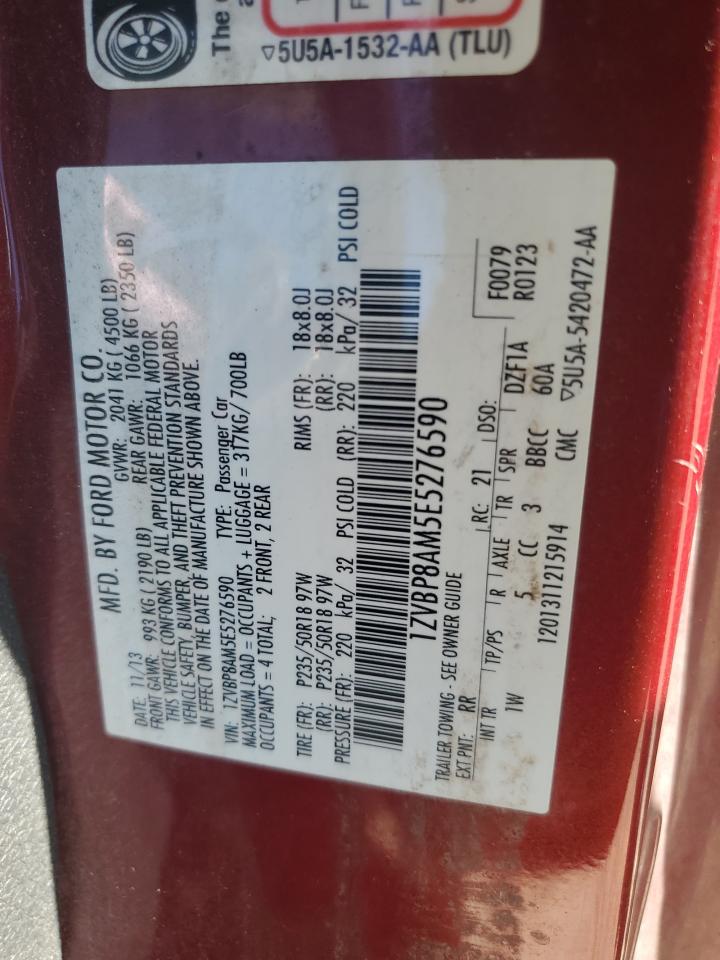 The
5U5A-1532-AA (TLU)
MFD. BY FORD MOTOR CO.
DATE: 11/13 GVWR: 2041 KG ( 4500 LB)
FRONT GAWR: 993 KG ( 2190 LB) REAR GAWR: 1066 KG ( 2350 LB)
THIS VEHICLE CONFORMS TO ALL APPLICABLE FEDERAL MOTOR
VEHICLE SAFETY, BUMPER, AND THEFT PREVENTION STANDARDS
IN EFFECT ON THE DATE OF MANUFACTURE SHOWN ABOVE.
VIN: 1ZVBP8AM5E5276590 TYPE: Passenger Car
MAXIMUM LOAD = OCCUPANTS + LUGGAGE = 317KG/ 700LB
OCCUPANTS = 4 TOTAL; 2 FRONT, 2 REAR
TIRE (FR): P235/50R18 97W RIMS (FR): 18x8.0J
(RR): P235/50R18 97W (RR): 18x8.0J
PRESSURE (FR): 220 kPa/ 32 PSI COLD (RR): 220 kPa/ 32 PSI COLD
1ZVBP8AM5E5276590
TRAILER TOWING - SEE OWNER GUIDE
EXT PNT: RR RC: 21 DSO: F0079
R0123
INT TR TP/PS R AXLE TR SPR DZF1A
1W 5 CC 3 BBCC 60A
1201311215914 CMC ▽5U5A-5420472-AA